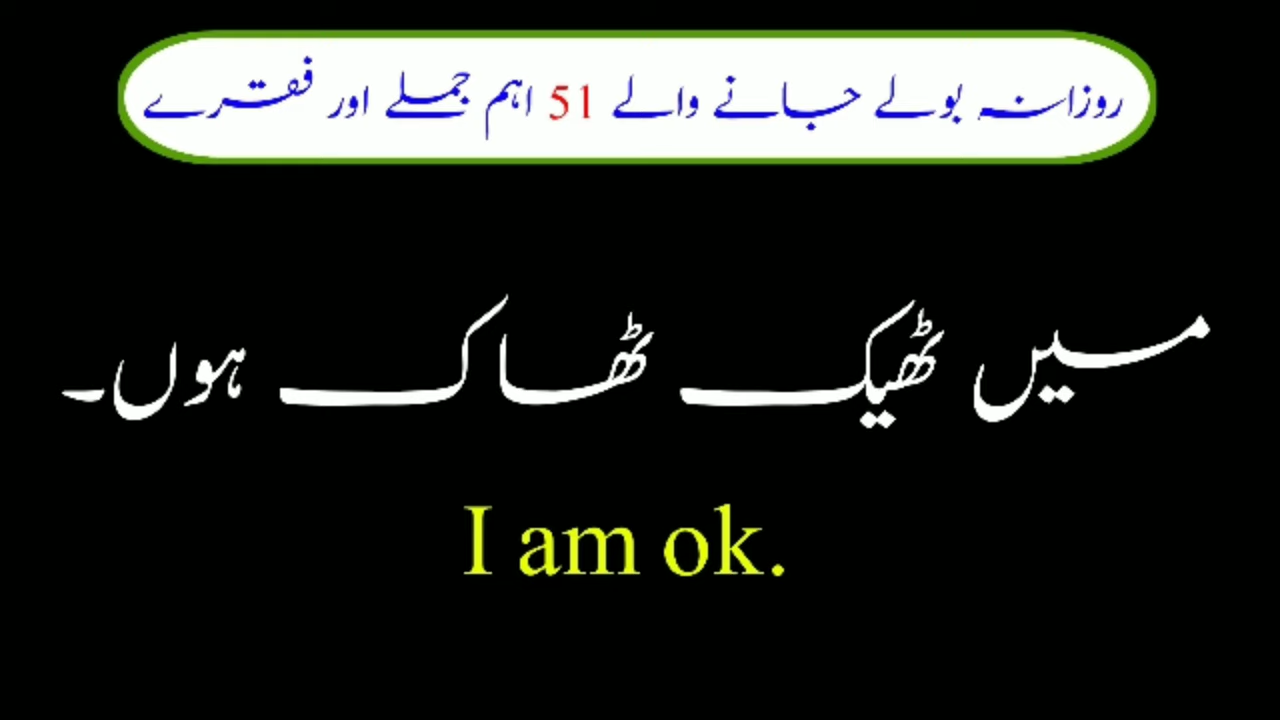 روزانہ بولے جانے والے 51 اہم جملے اور فقرے
میں ٹھیک ٹھاک ہوں۔
I am ok.